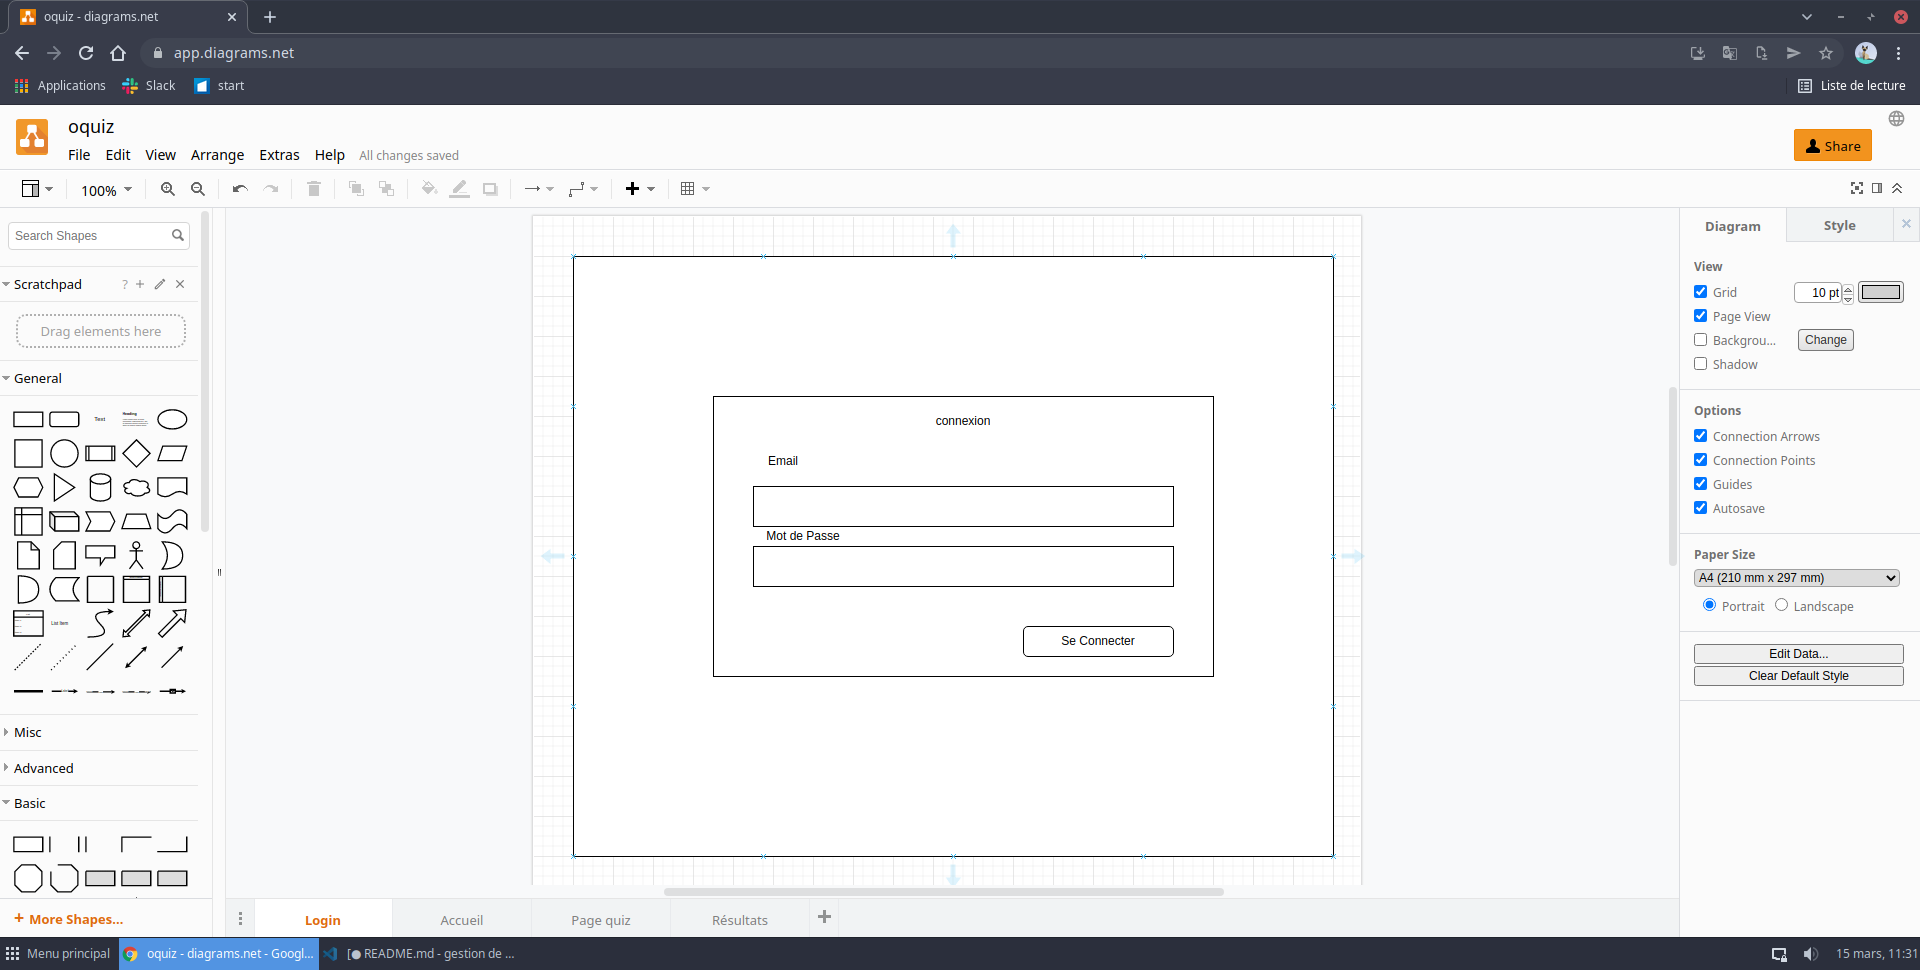 oquiz - diagrams.net
app.diagrams.net
Applications
Slack
start
Liste de lecture
oquiz
File Edit View Arrange Extras Help All changes saved
Share
100%
Search Shapes
Scratchpad
?
Drag elements here
General
Text
Heading
List Item
Misc
Advanced
Basic
+ More Shapes...
connexion
Email
Mot de Passe
Se Connecter
Diagram
Style
View
Grid
10 pt
Page View
Backgrou...
Change
Shadow
Options
Connection Arrows
Connection Points
Guides
Autosave
Paper Size
A4 (210 mm x 297 mm)
Portrait
Landscape
Edit Data...
Clear Default Style
Login
Accueil
Page quiz
Résultats
Menu principal
oquiz - diagrams.net - Googl...
[● README.md - gestion de ...
15 mars, 11:31